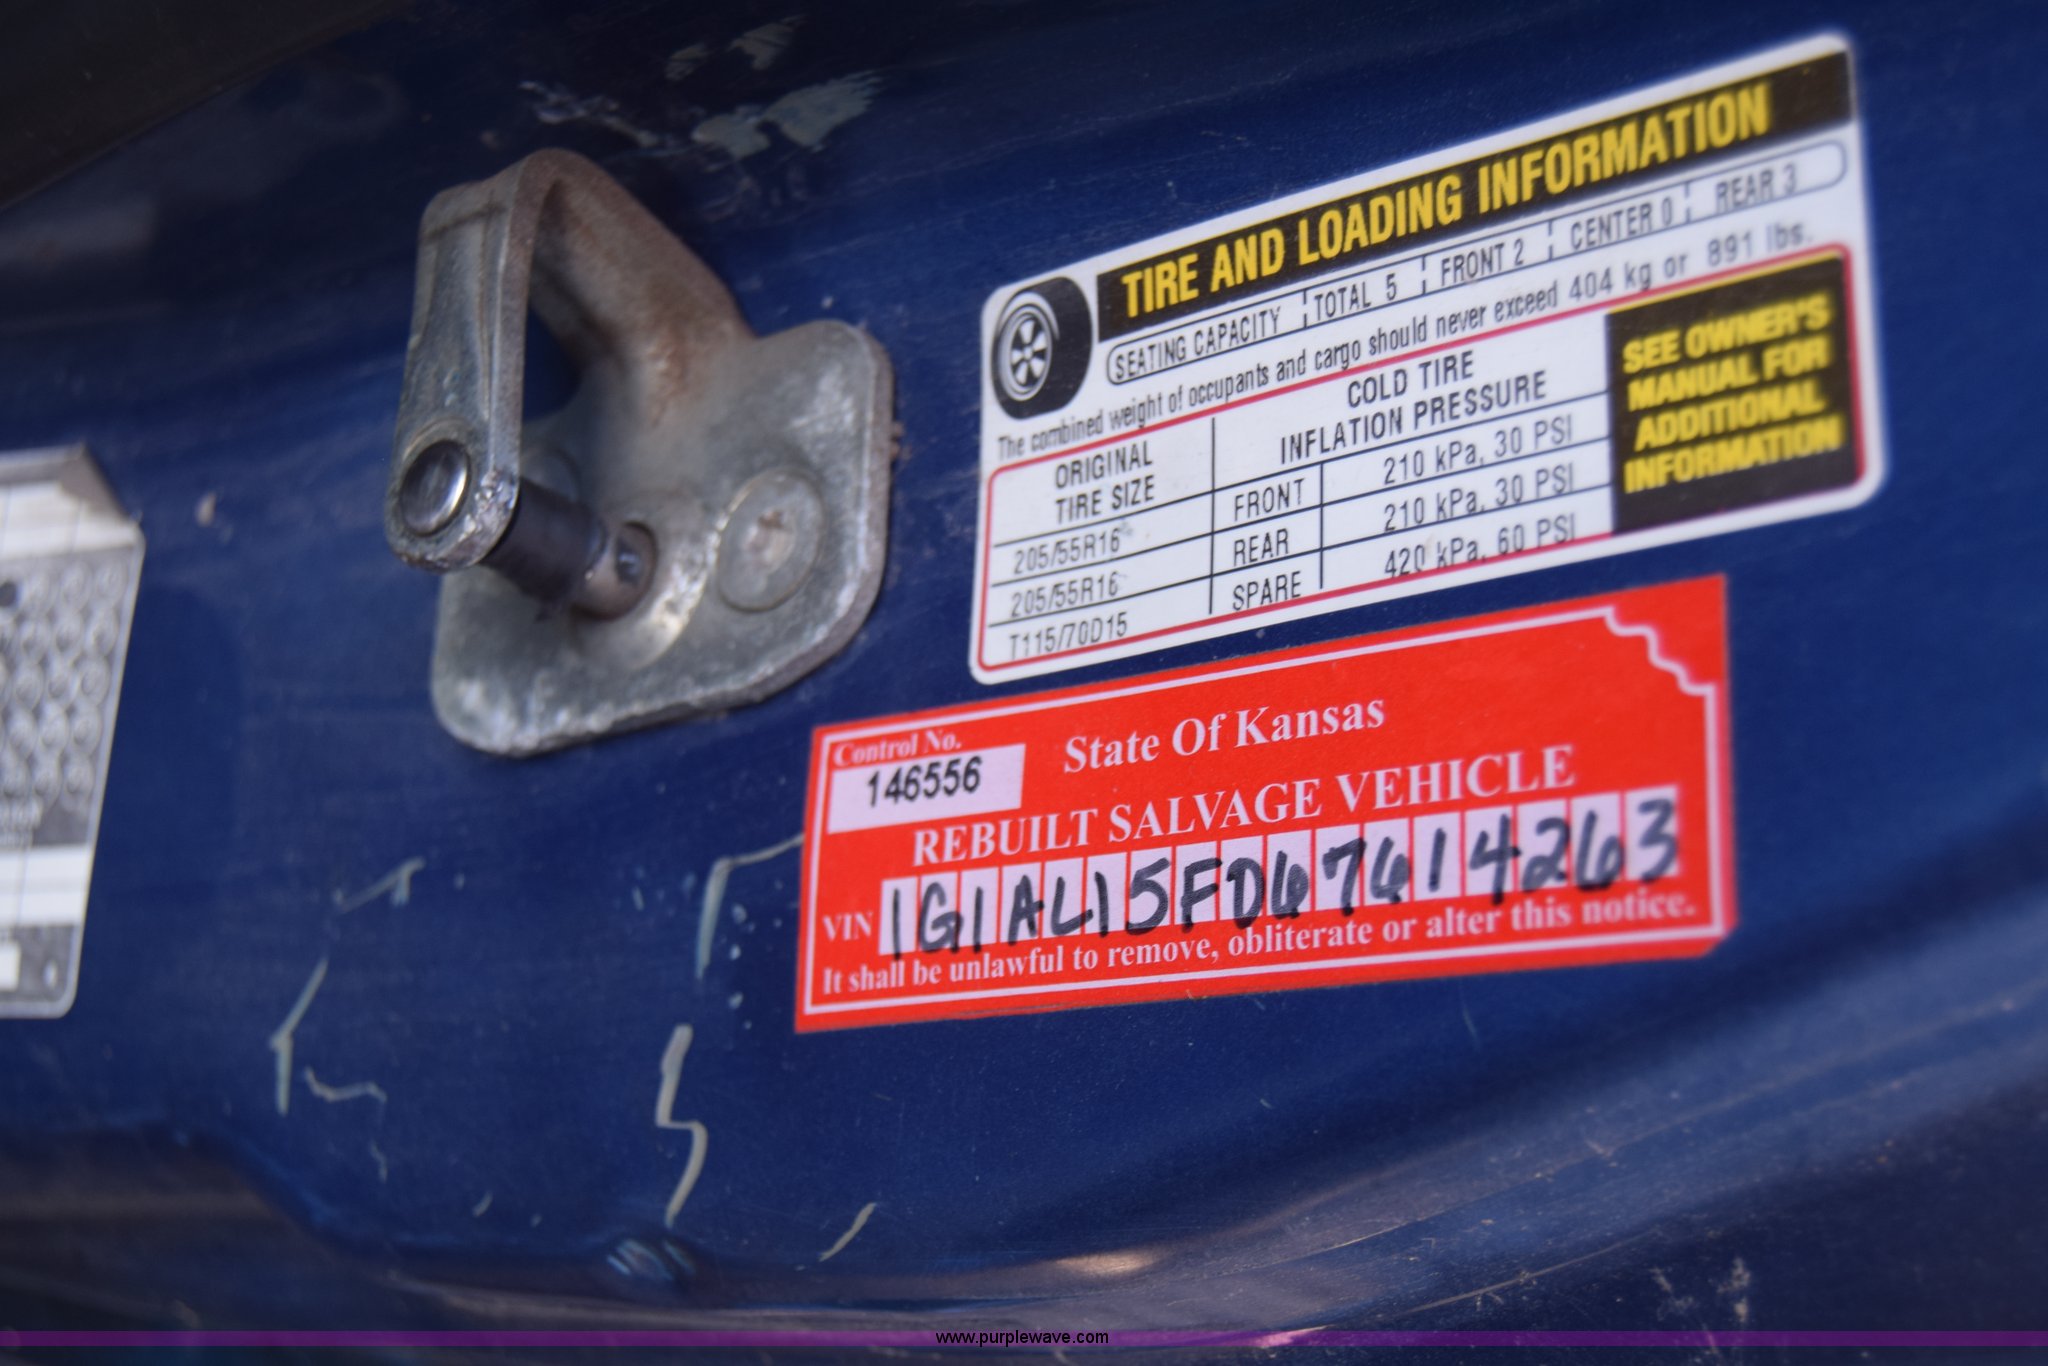 TIRE AND LOADING INFORMATION
SEATING CAPACITY TOTAL 5 FRONT 2 CENTER 0 REAR 3
The combined weight of occupants and cargo should never exceed 404 kg or 891 lbs.
ORIGINAL TIRE SIZE COLD TIRE INFLATION PRESSURE
205/55R16 FRONT 210 kPa, 30 PSI
205/55R16 REAR 210 kPa, 30 PSI
T115/70D15 SPARE 420 kPa, 60 PSI
SEE OWNER'S
MANUAL FOR
ADDITIONAL
INFORMATION
Control No.
146556
State Of Kansas
REBUILT SALVAGE VEHICLE
VIN 1G1AL15FD67614263
It shall be unlawful to remove, obliterate or alter this notice.
www.purplewave.com